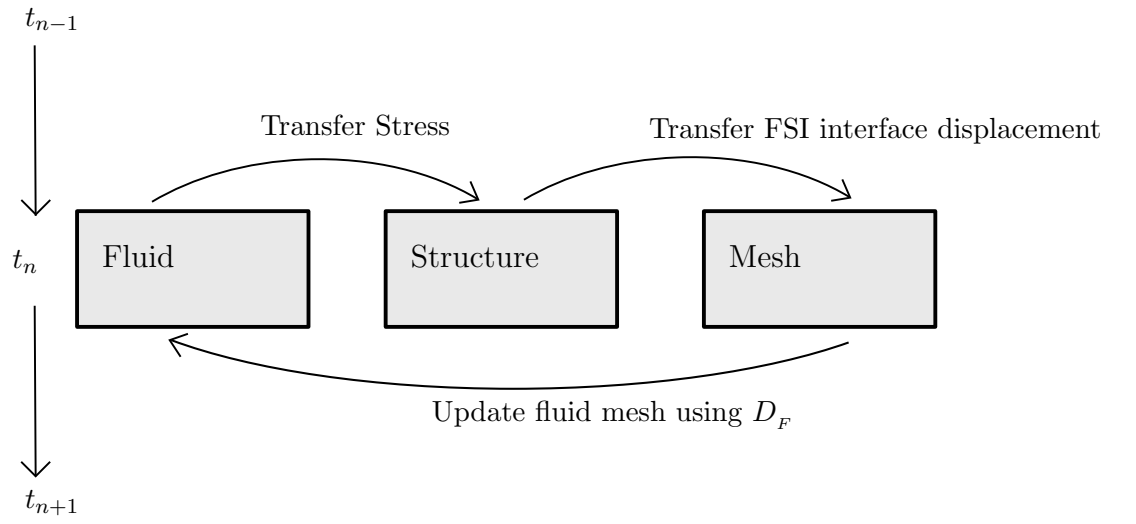 t_{n−1}
Transfer Stress
Transfer FSI interface displacement
t_n
Fluid
Structure
Mesh
Update fluid mesh using D_F
t_{n+1}